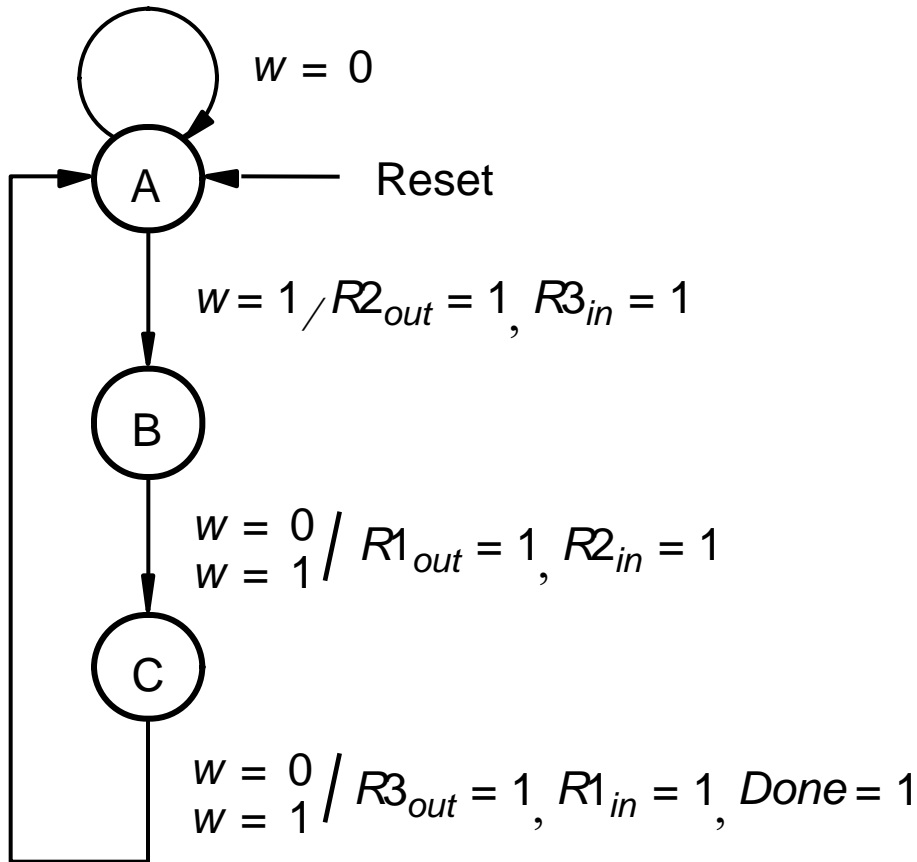 w = 0
A
Reset
w = 1 / R2out = 1, R3in = 1
B
w = 0
w = 1 / R1out = 1, R2in = 1
C
w = 0
w = 1 / R3out = 1, R1in = 1, Done = 1